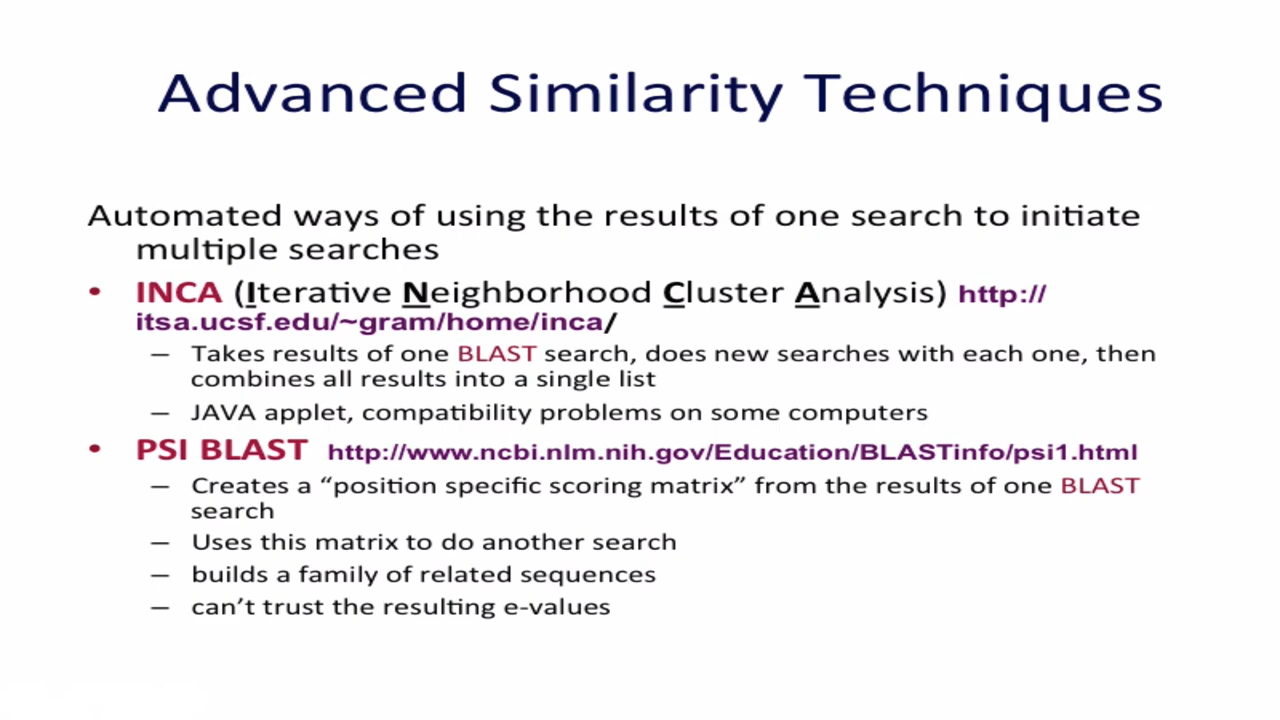 Advanced Similarity Techniques
Automated ways of using the results of one search to initiate
multiple searches
• INCA (Iterative Neighborhood Cluster Analysis) http://
itsa.ucsf.edu/~gram/home/inca/
– Takes results of one BLAST search, does new searches with each one, then
combines all results into a single list
– JAVA applet, compatibility problems on some computers
• PSI BLAST http://www.ncbi.nlm.nih.gov/Education/BLASTinfo/psi1.html
– Creates a “position specific scoring matrix” from the results of one BLAST
search
– Uses this matrix to do another search
– builds a family of related sequences
– can’t trust the resulting e-values